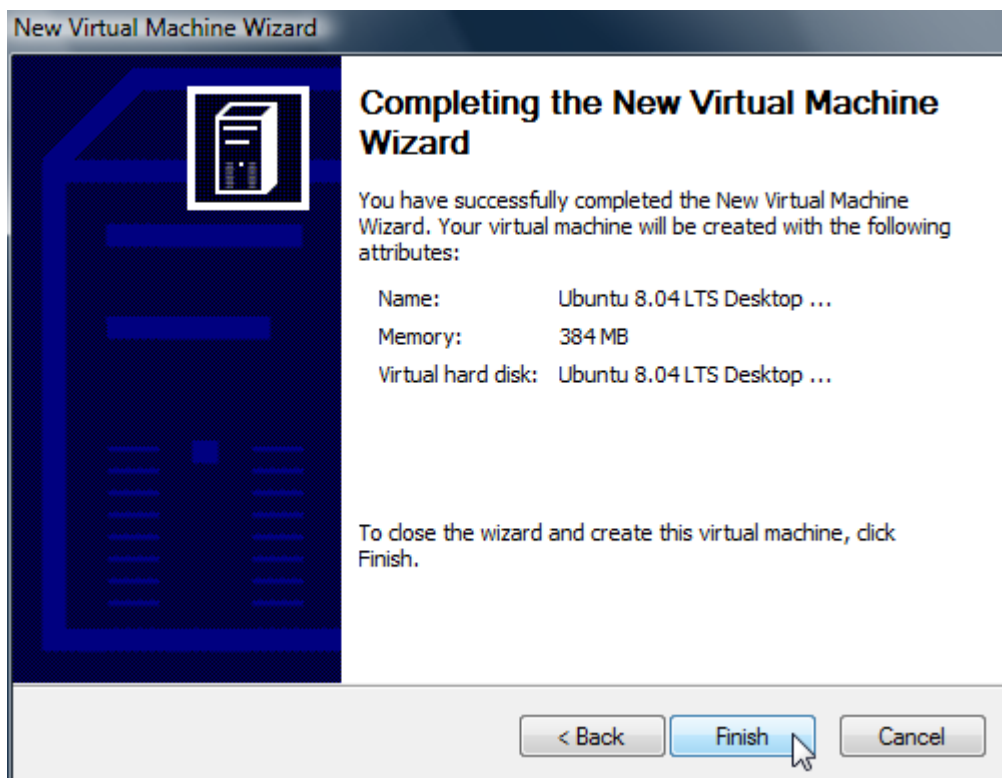 New Virtual Machine Wizard
Completing the New Virtual Machine
Wizard
You have successfully completed the New Virtual Machine
Wizard. Your virtual machine will be created with the following
attributes:
Name: Ubuntu 8.04 LTS Desktop ...
Memory: 384 MB
Virtual hard disk: Ubuntu 8.04 LTS Desktop ...
To close the wizard and create this virtual machine, click
Finish.
< Back Finish Cancel